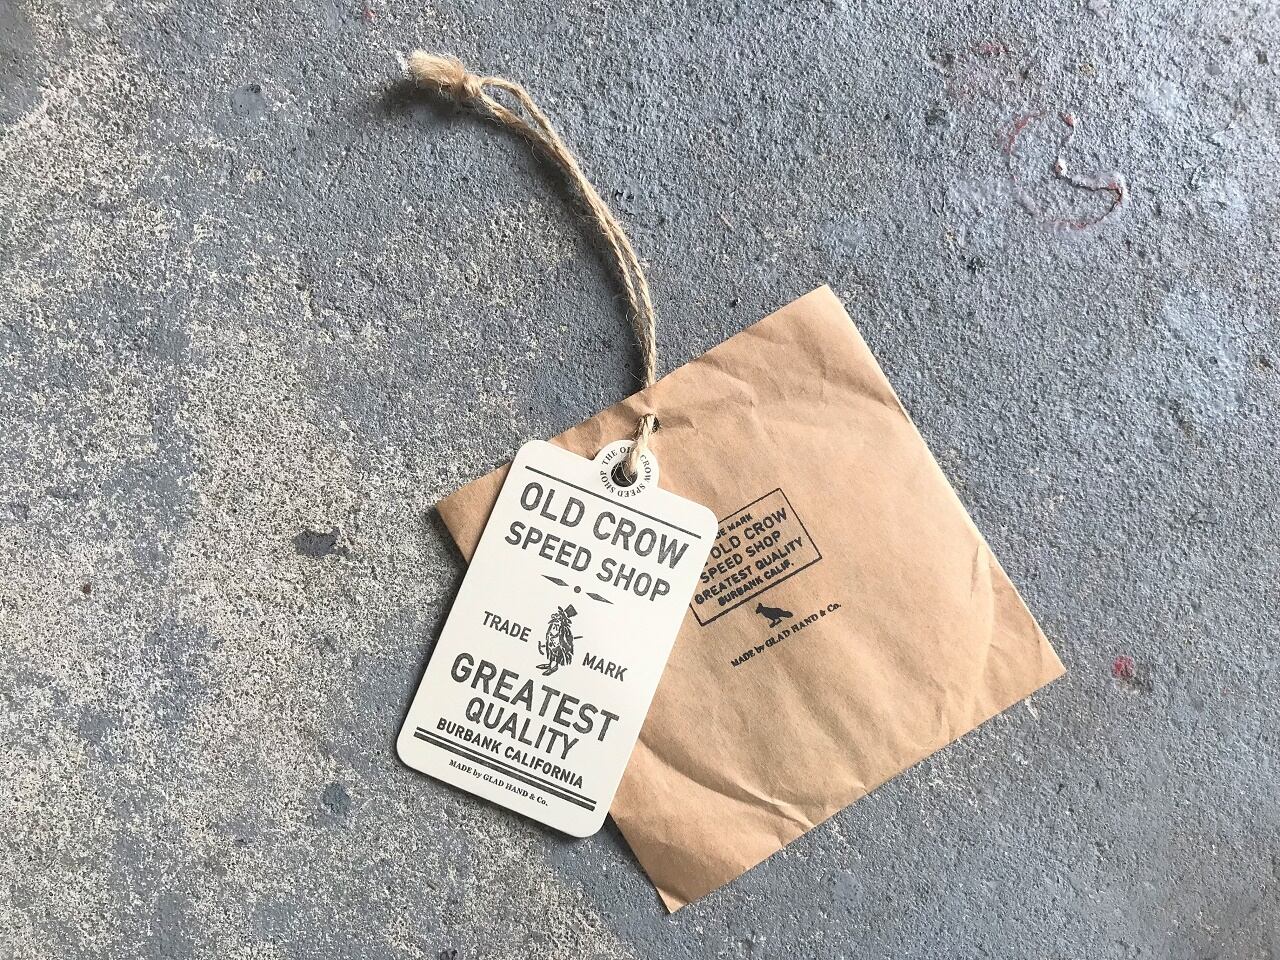 THE OLD CROW SPEED SHOP
OLD CROW
SPEED SHOP
TRADE MARK
GREATEST
QUALITY
BURBANK CALIFORNIA
MADE by GLAD HAND & Co.
MARK
OLD CROW
SPEED SHOP
GREATEST QUALITY
BURBANK CALIF.
MADE by GLAD HAND & Co.